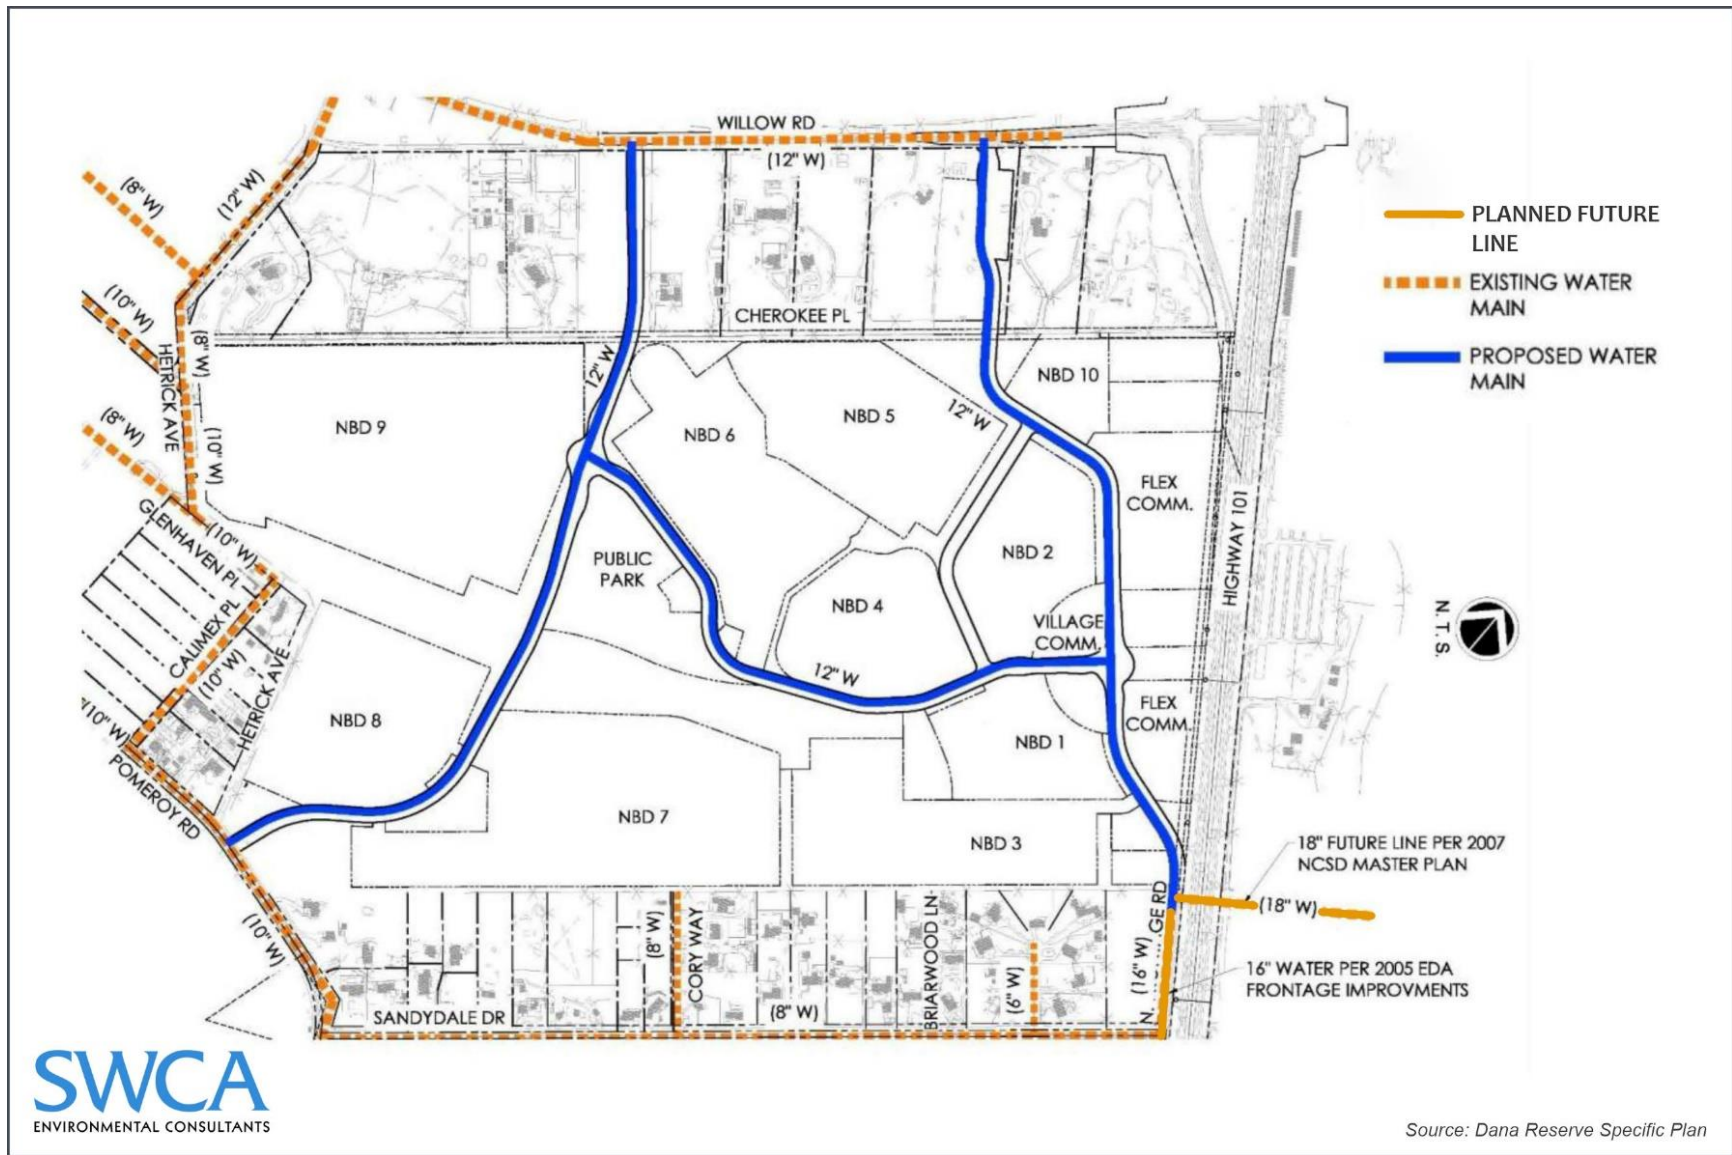 WILLOW RD
(12" W)
(8" W)
(12" W)
PLANNED FUTURE
LINE
EXISTING WATER
MAIN
(10" W)
CHEROKEE PL
(8" W)
HETRICK AVE
12" W
PROPOSED WATER
MAIN
NBD 10
NBD 9
NBD 6
NBD 5
12" W
(8" W)
(10" W)
FLEX
COMM.
HIGHWAY 101
GLENHAVEN PL
(10" W)
PUBLIC
PARK
NBD 2
NBD 4
VILLAGE
COMM.
N.T.S.
CALIMEX PL
(10" W)
HETRICK AVE
12" W
(10" W)
NBD 8
FLEX
COMM.
NBD 1
POMEROY RD
NBD 7
NBD 3
18" FUTURE LINE PER 2007
NCSD MASTER PLAN
(18" W)
(10" W)
(8" W)
CORY WAY
BRIARWOOD LN
(6" W)
(16" W)
N.
GE RD
16" WATER PER 2005 EDA
FRONTAGE IMPROVMENTS
SANDYDALE DR
(8" W)
SWCA
ENVIRONMENTAL CONSULTANTS
Source: Dana Reserve Specific Plan